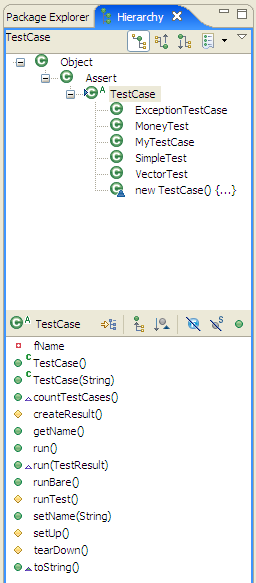 Package Explorer Hierarchy
TestCase
Object
Assert
TestCase
ExceptionTestCase
MoneyTest
MyTestCase
SimpleTest
VectorTest
new TestCase() {...}
TestCase
fName
TestCase()
TestCase(String)
countTestCases()
createResult()
getName()
run()
run(TestResult)
runBare()
runTest()
setName(String)
setUp()
tearDown()
toString()